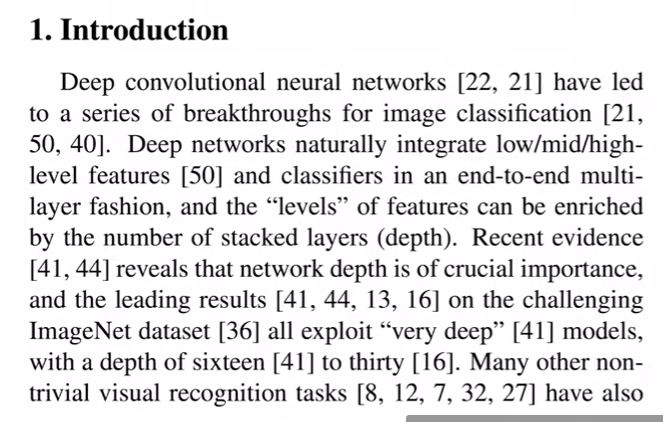 1. Introduction
Deep convolutional neural networks [22, 21] have led
to a series of breakthroughs for image classification [21,
50, 40]. Deep networks naturally integrate low/mid/high-
level features [50] and classifiers in an end-to-end multi-
layer fashion, and the “levels” of features can be enriched
by the number of stacked layers (depth). Recent evidence
[41, 44] reveals that network depth is of crucial importance,
and the leading results [41, 44, 13, 16] on the challenging
ImageNet dataset [36] all exploit “very deep” [41] models,
with a depth of sixteen [41] to thirty [16]. Many other non-
trivial visual recognition tasks [8, 12, 7, 32, 27] have also